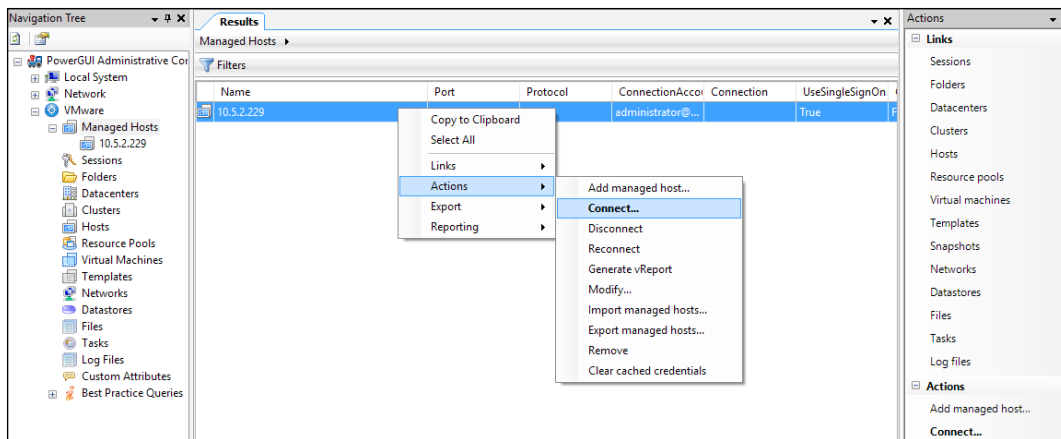 Navigation Tree
PowerGUI Administrative Cor
Local System
Network
VMware
Managed Hosts
10.5.2.229
Sessions
Folders
Datacenters
Clusters
Hosts
Resource Pools
Virtual Machines
Templates
Networks
Datastores
Files
Tasks
Log Files
Custom Attributes
Best Practice Queries
Results
Managed Hosts
Filters
Name Port Protocol ConnectionAccou Connection UseSingleSignOn
10.5.2.229 administrator@... True F
Copy to Clipboard
Select All
Links
Actions
Export
Reporting
Add managed host...
Connect...
Disconnect
Reconnect
Generate vReport
Modify...
Import managed hosts...
Export managed hosts...
Remove
Clear cached credentials
Actions
Links
Sessions
Folders
Datacenters
Clusters
Hosts
Resource pools
Virtual machines
Templates
Snapshots
Networks
Datastores
Files
Tasks
Log files
Actions
Add managed host...
Connect...